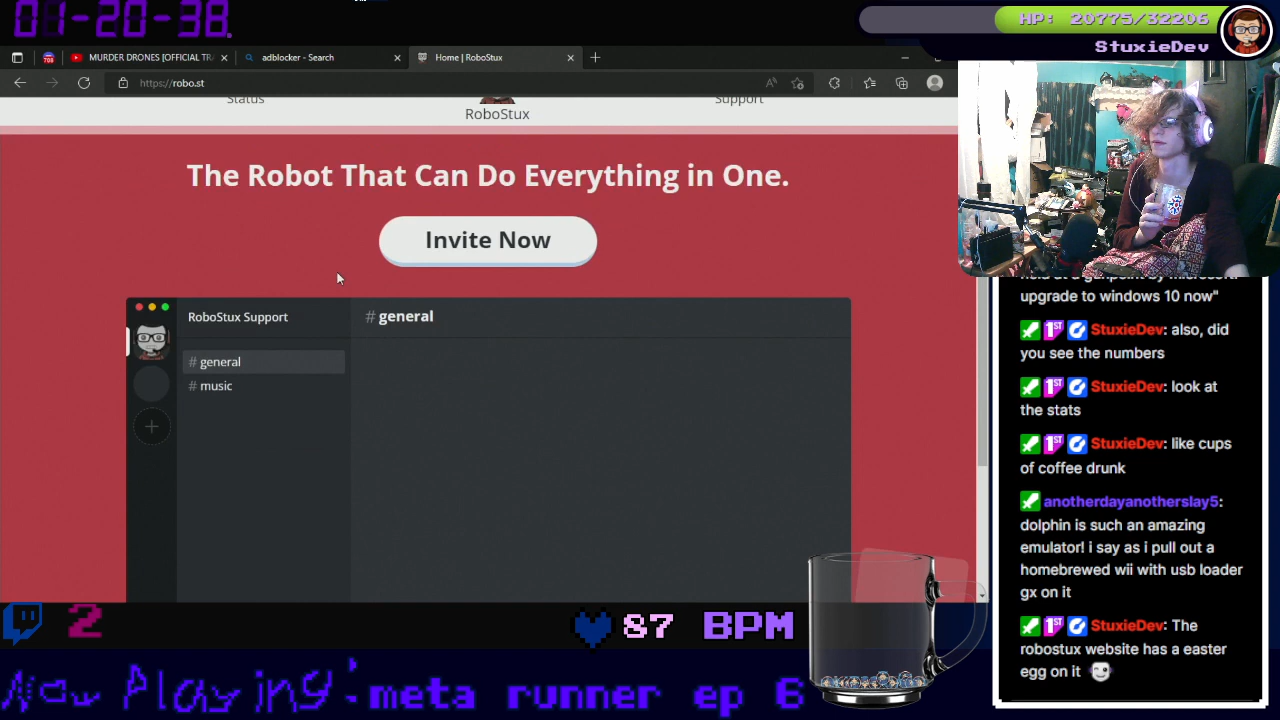 01-20-38.
HP: 20775/32206
StuxieDev
MURDER DRONES [OFFICIAL TR
adblocker - Search
Home | RoboStux
https://robo.st
Status
RoboStux
Support
The Robot That Can Do Everything in One.
Invite Now
RoboStux Support
# general
# general
# music
upgrade to windows 10 now"
StuxieDev: also, did
you see the numbers
StuxieDev: look at
the stats
StuxieDev: like cups
of coffee drunk
anotherdayanotherslay5:
dolphin is such an amazing
emulator! i say as i pull out a
homebrewed wii with usb loader
gx on it
StuxieDev: The
robostux website has a easter
egg on it
2
87 BPM
Now Playing:
meta runner ep 6